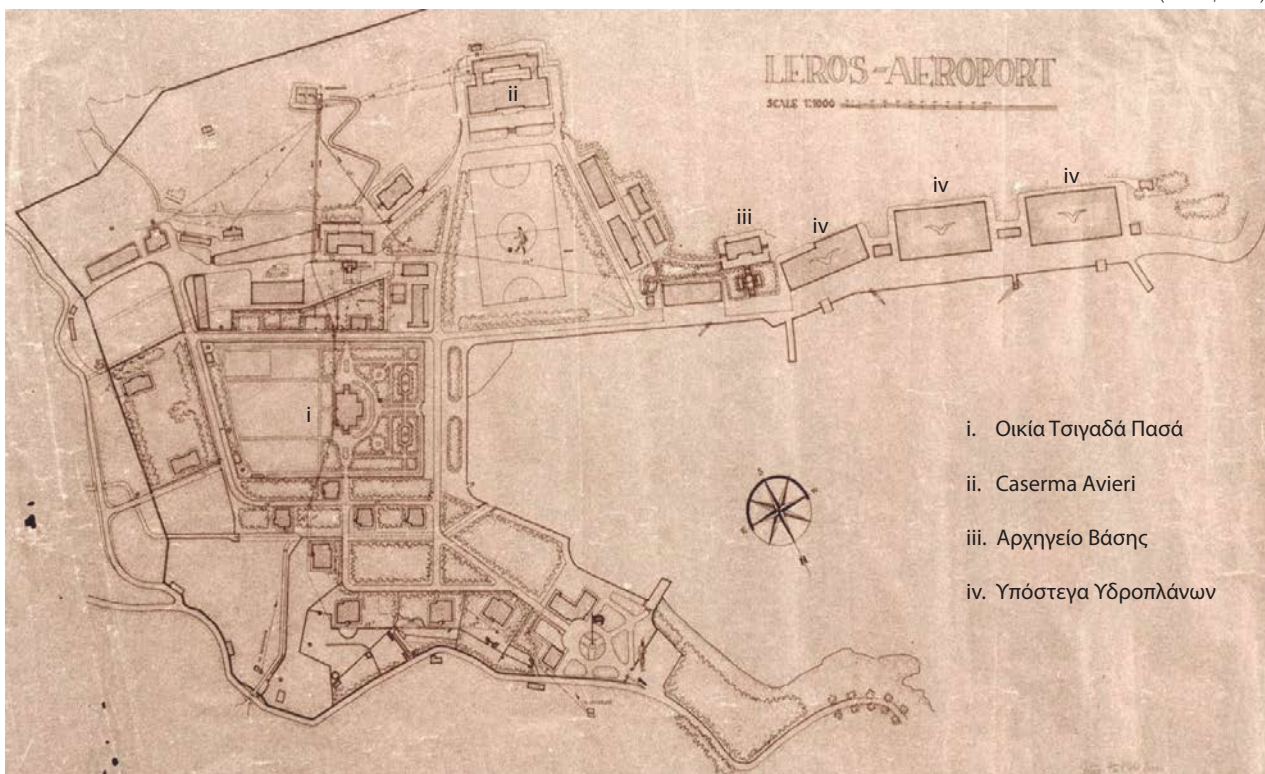 LEROS-AEROPORT
SCALE 1:1000
ii
iv
iv
iii
iv
i
i. Οικία Τσιγαδά Πασά
ii. Caserma Avieri
iii. Αρχηγείο Βάσης
iv. Υπόστεγα Υδροπλάνων